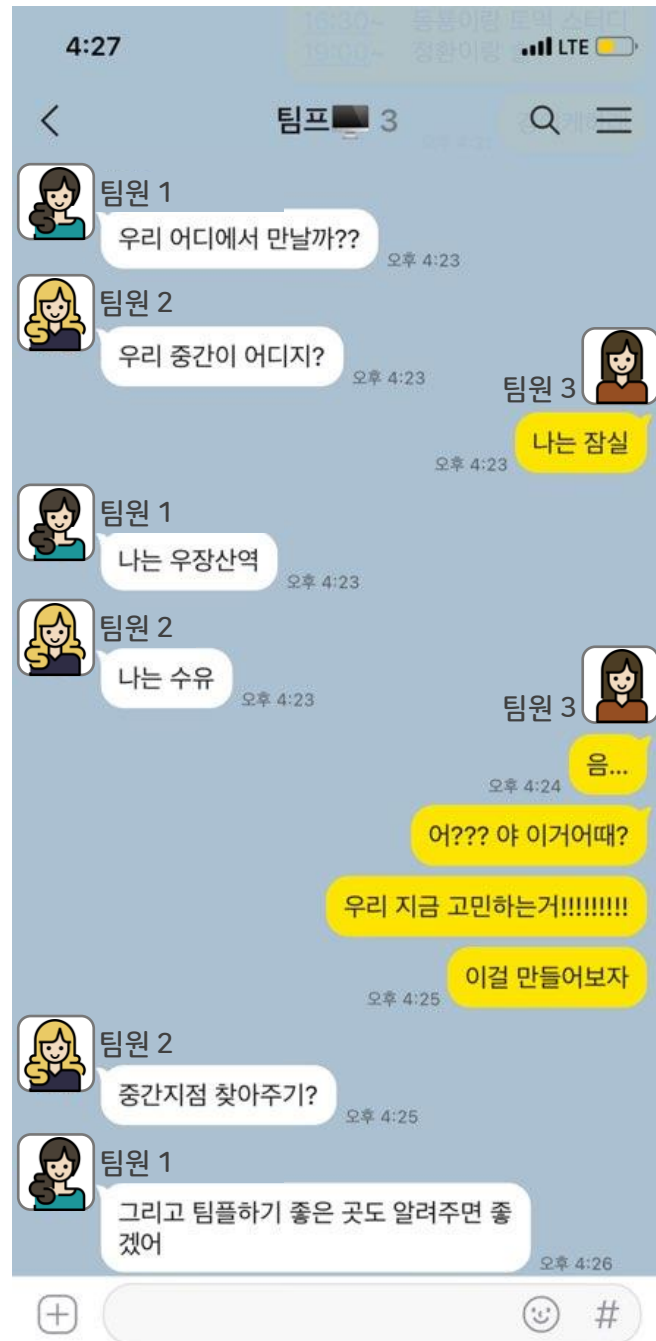 4:27
LTE
팀프 3
팀원 1
우리 어디에서 만날까??
오후 4:23
팀원 2
우리 중간이 어디지?
오후 4:23
팀원 3
나는 잠실
오후 4:23
팀원 1
나는 우장산역
오후 4:23
팀원 2
나는 수유
오후 4:23
팀원 3
음...
오후 4:24
어??? 야 이거어때?
우리 지금 고민하는거!!!!!!!!!
이걸 만들어보자
오후 4:25
팀원 2
중간지점 찾아주기?
오후 4:25
팀원 1
그리고 팀플하기 좋은 곳도 알려주면 좋
겠어
오후 4:26
#